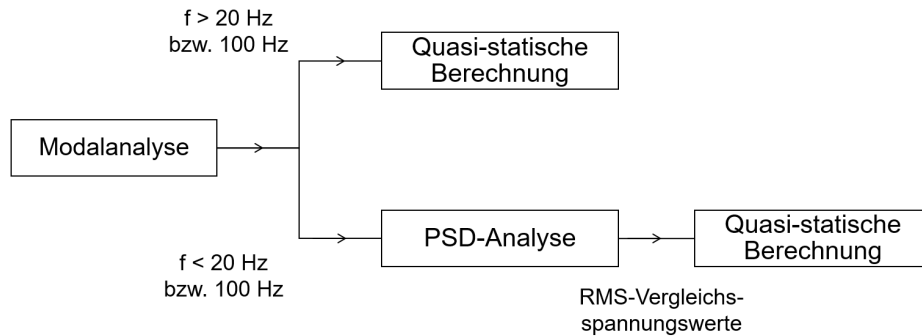 f > 20 Hz
bzw. 100 Hz
Quasi-statische
Berechnung
Modalanalyse
PSD-Analyse
Quasi-statische
Berechnung
f < 20 Hz
bzw. 100 Hz
RMS-Vergleichs-
spannungswerte